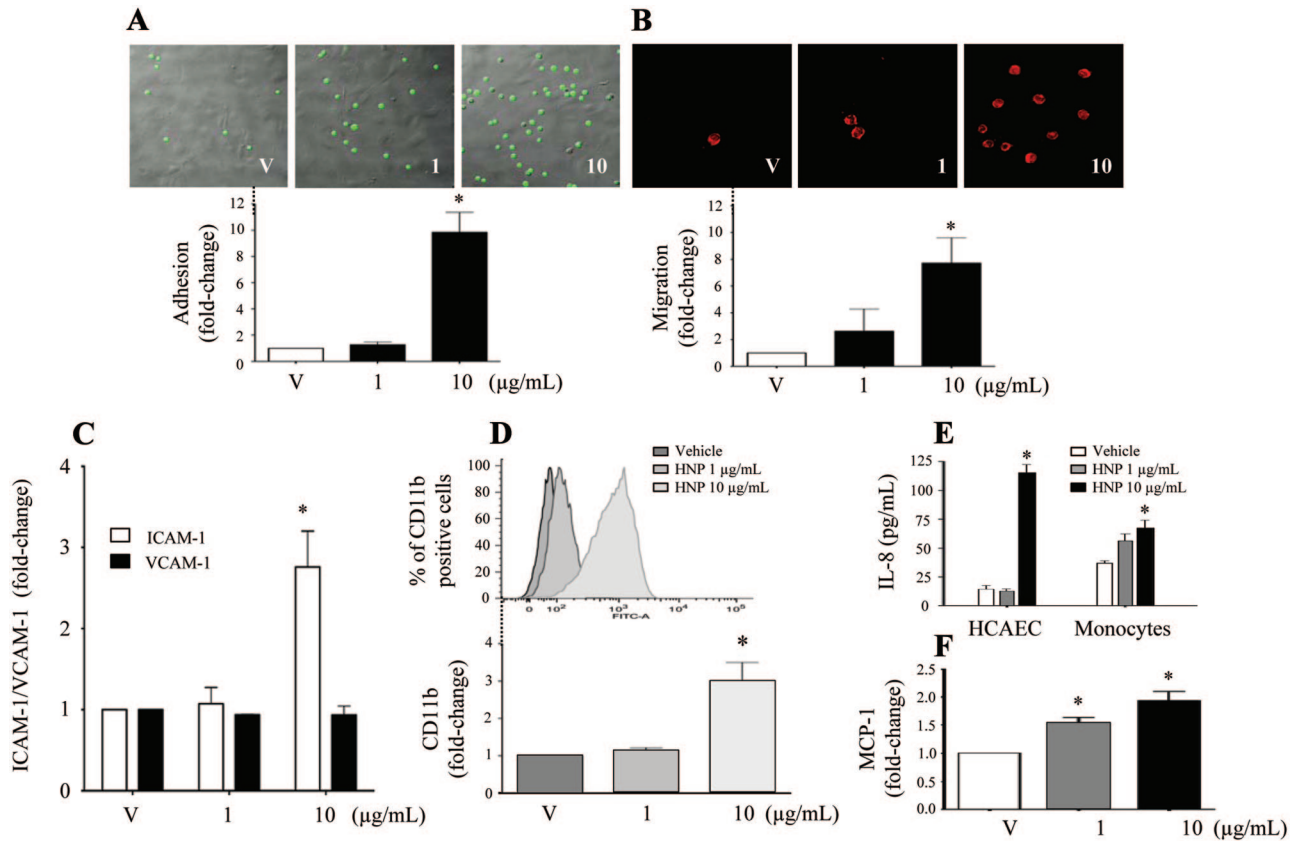 A
V
1
10
12
10
8
6
4
2
0
Adhesion
(fold-change)
*
V 1 10 (µg/mL)
B
V
1
10
12
10
8
6
4
2
0
Migration
(fold-change)
*
V 1 10 (µg/mL)
C
4
3
2
1
0
ICAM-1/VCAM-1 (fold-change)
ICAM-1
VCAM-1
*
V 1 10 (µg/mL)
D
Vehicle
HNP 1 µg/mL
HNP 10 µg/mL
100
80
60
40
20
0
% of CD11b
positive cells
0 10² 10³ 10⁴ 10⁵
FITC-A
4
3
2
1
0
CD11b
(fold-change)
*
V 1 10 (µg/mL)
E
Vehicle
HNP 1 µg/mL
HNP 10 µg/mL
125
100
75
50
25
0
IL-8 (pg/mL)
*
*
HCAEC Monocytes
F
2.5
2.0
1.5
1.0
0.5
0.0
MCP-1
(fold-change)
*
*
V 1 10 (µg/mL)